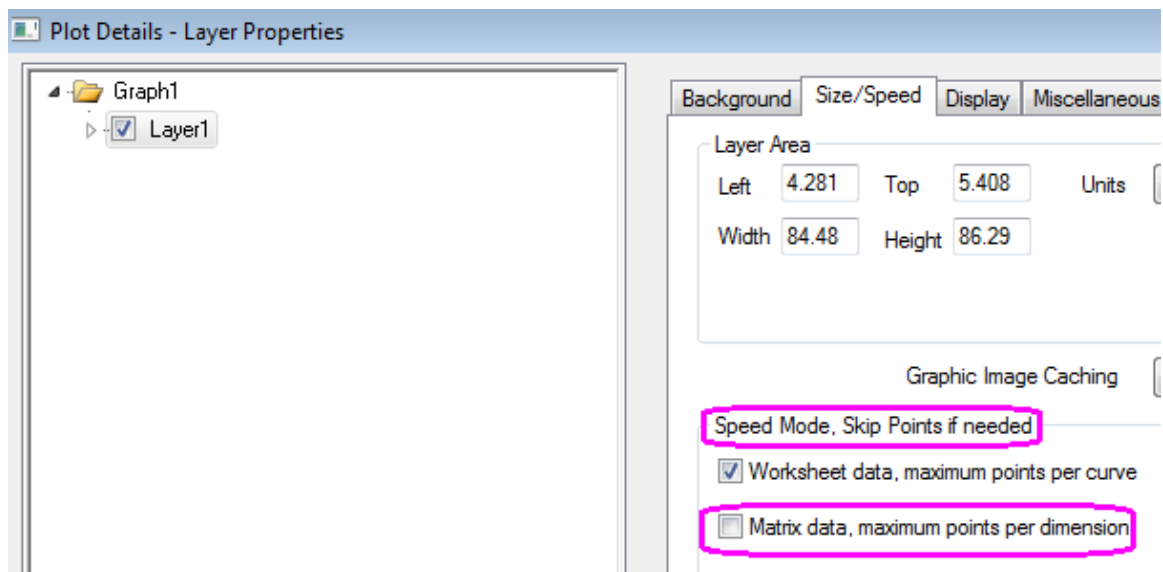 Plot Details - Layer Properties
Graph1
Layer1
Background Size/Speed Display Miscellaneous
Layer Area
Left 4.281 Top 5.408 Units
Width 84.48 Height 86.29
Graphic Image Caching
Speed Mode, Skip Points if needed
Worksheet data, maximum points per curve
Matrix data, maximum points per dimension